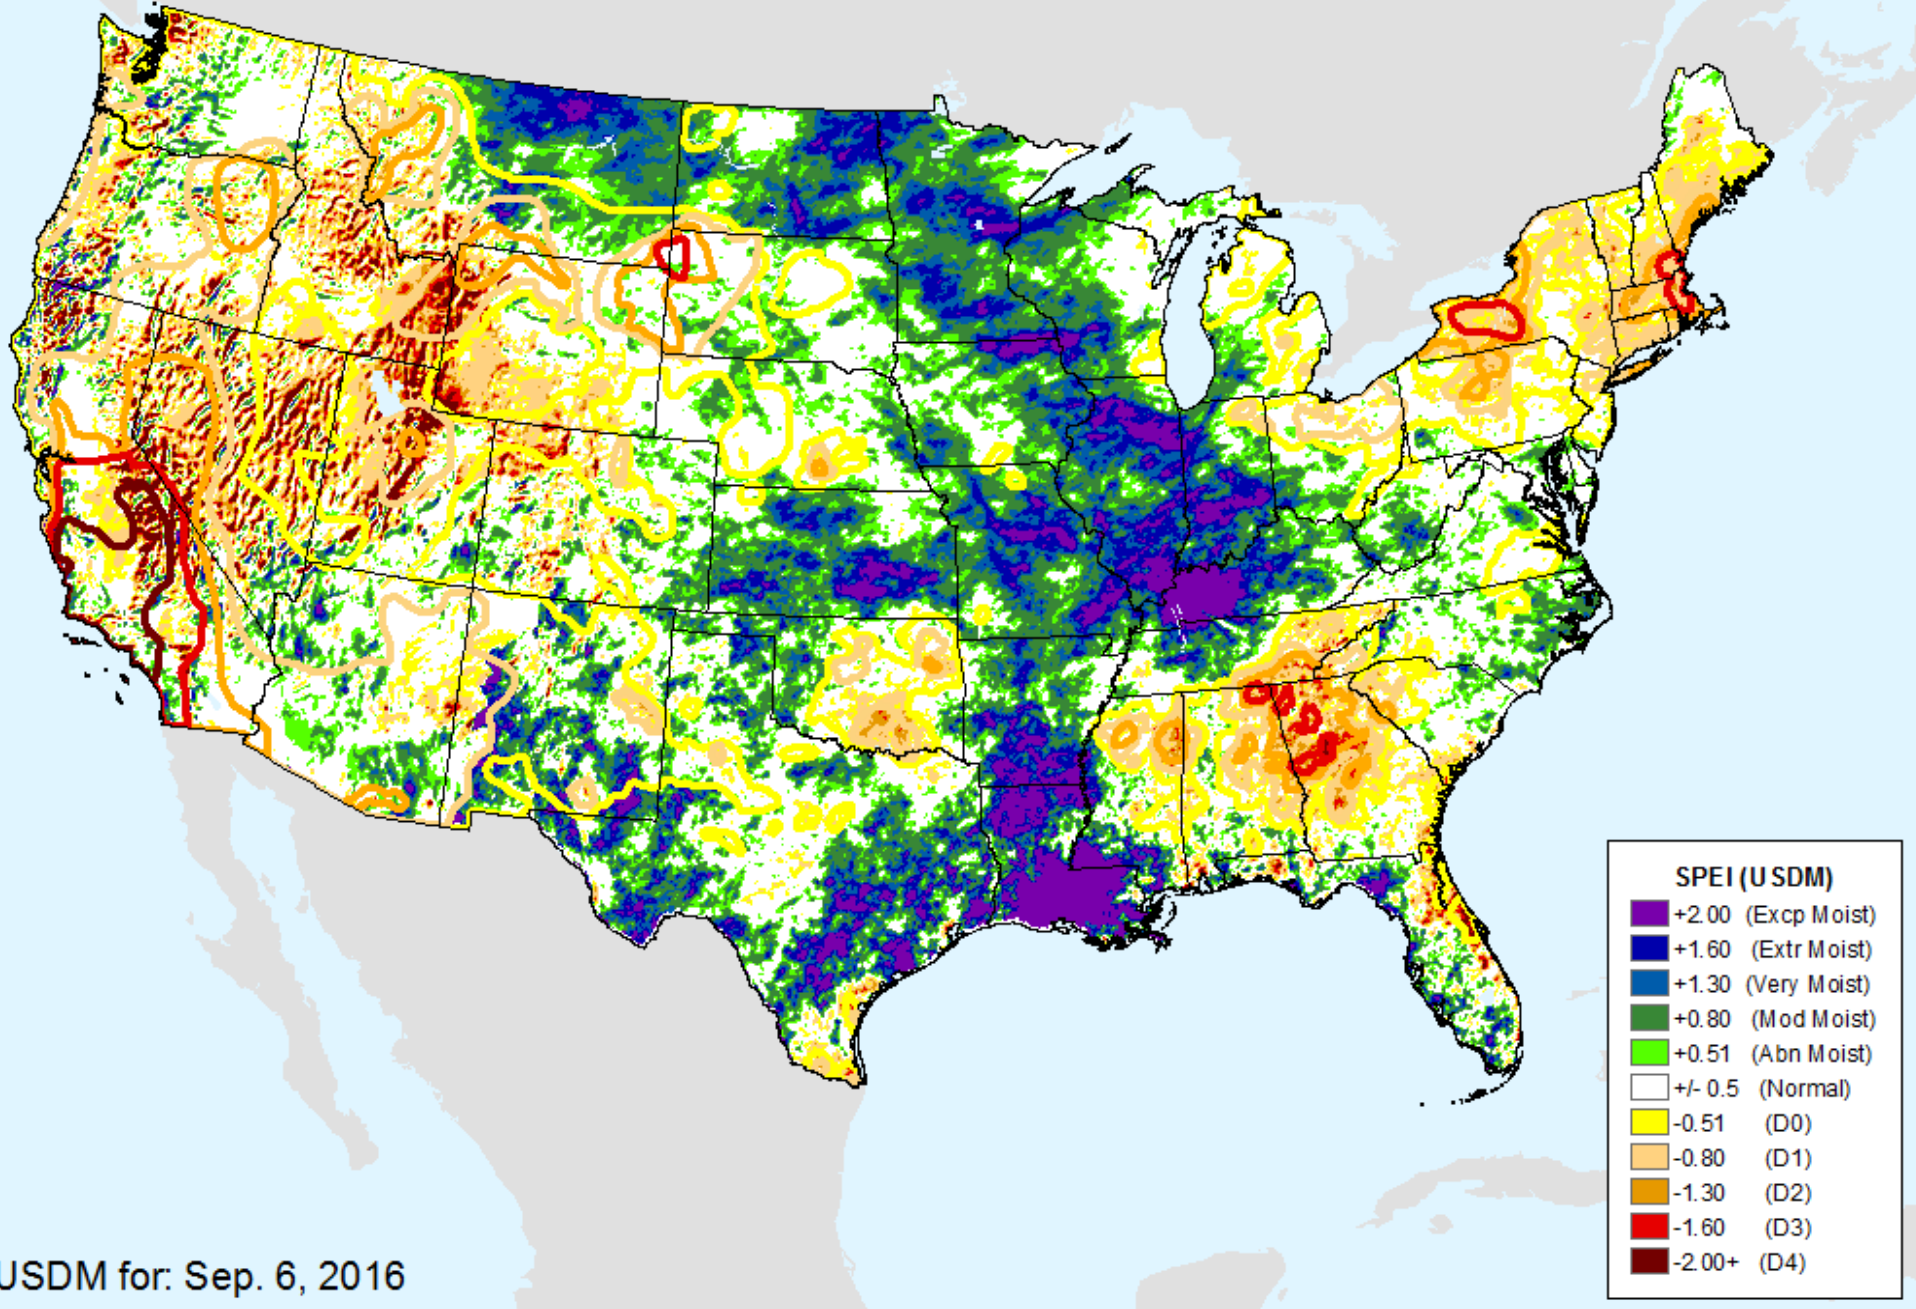 SPEI (USDM)
+2.00 (Excp Moist)
+1.60 (Extr Moist)
+1.30 (Very Moist)
+0.80 (Mod Moist)
+0.51 (Abn Moist)
+/- 0.5 (Normal)
-0.51 (D0)
-0.80 (D1)
-1.30 (D2)
-1.60 (D3)
-2.00+ (D4)
USDM for: Sep. 6, 2016